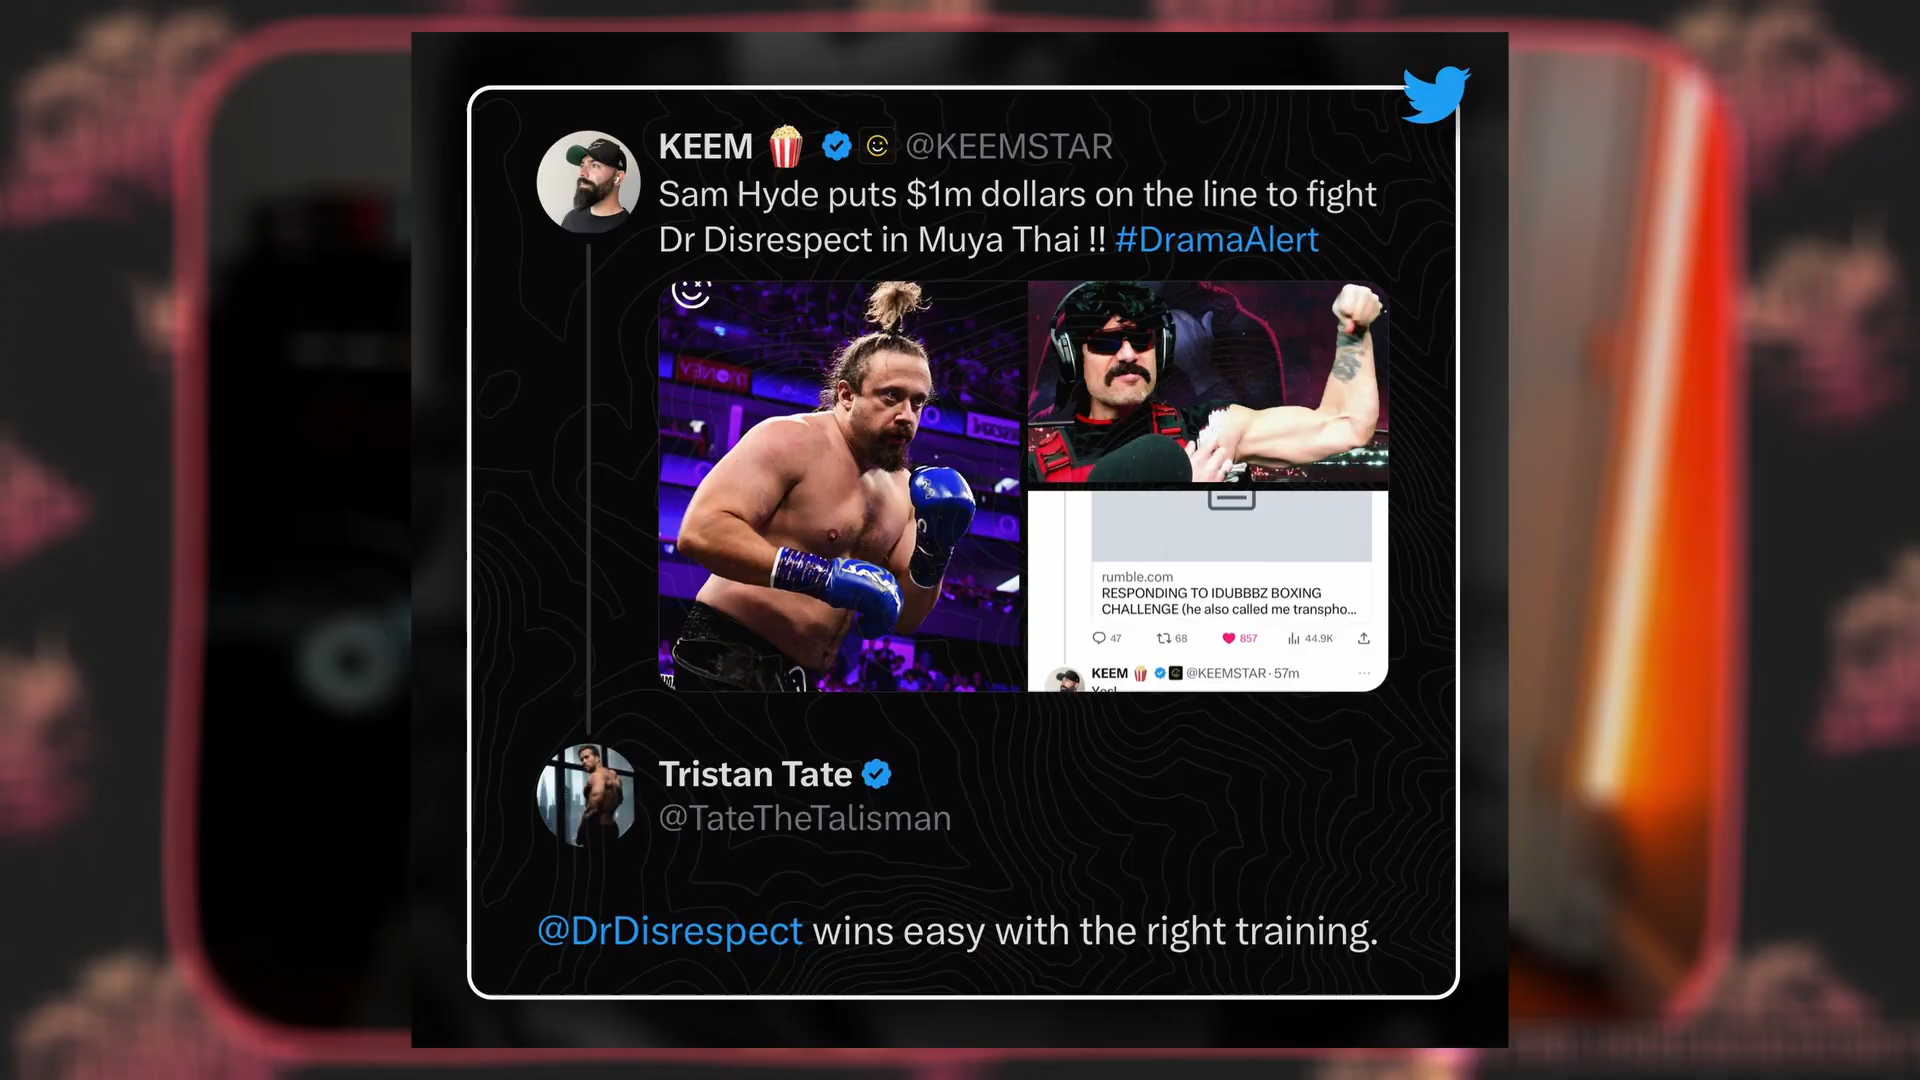 KEEM @KEEMSTAR
Sam Hyde puts $1m dollars on the line to fight
Dr Disrespect in Muya Thai !! #DramaAlert
rumble.com
RESPONDING TO IDUBBBZ BOXING
CHALLENGE (he also called me transpho...
47 68 857 44.9K
KEEM @KEEMSTAR · 57m
Tristan Tate
@TateTheTalisman
@DrDisrespect wins easy with the right training.